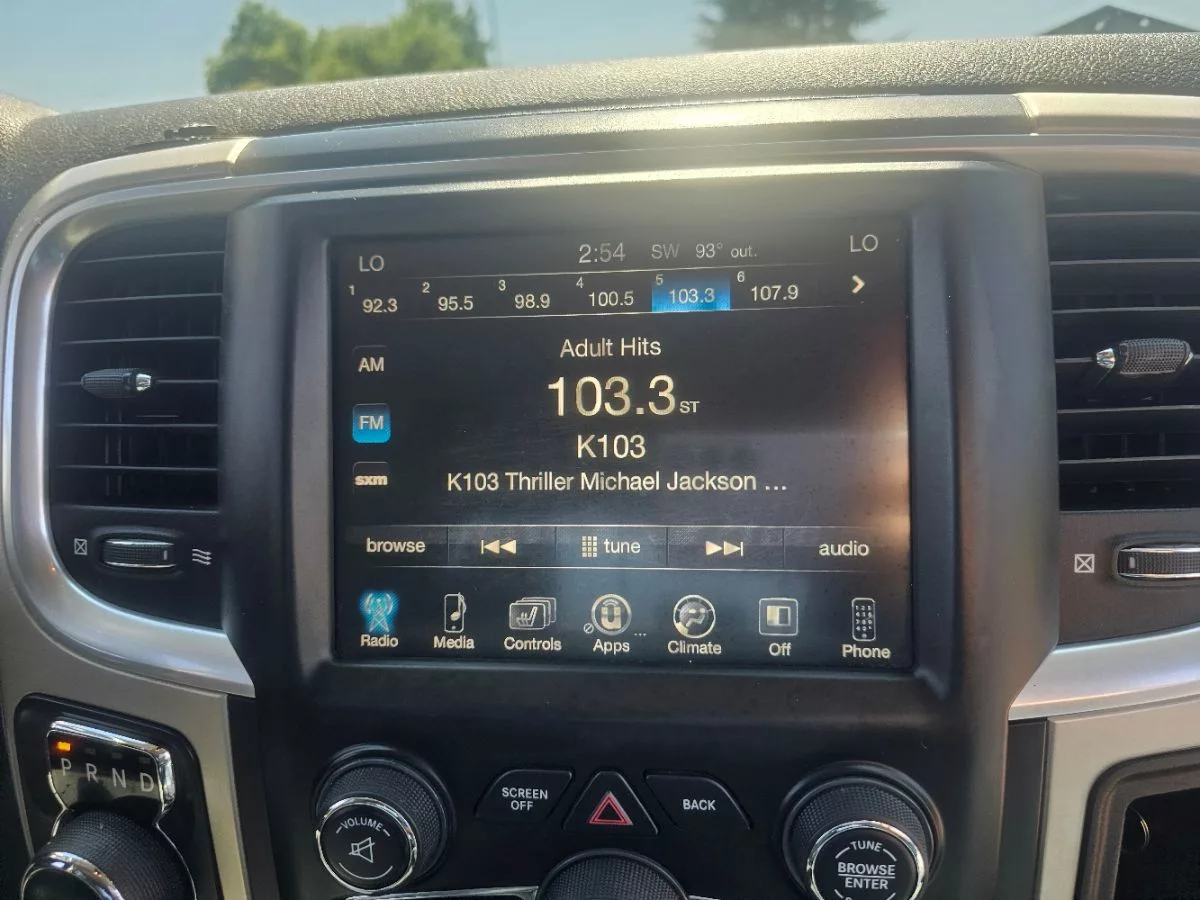 LO 2:54 SW 93° out. LO
1 92.3 2 95.5 3 98.9 4 100.5 5 103.3 6 107.9
Adult Hits
AM
103.3 ST
FM
K103
sxm
K103 Thriller Michael Jackson ...
browse tune audio
Radio Media Controls Apps ... Climate Off Phone
P R N D
SCREEN OFF
BACK
VOLUME
TUNE
BROWSE
ENTER